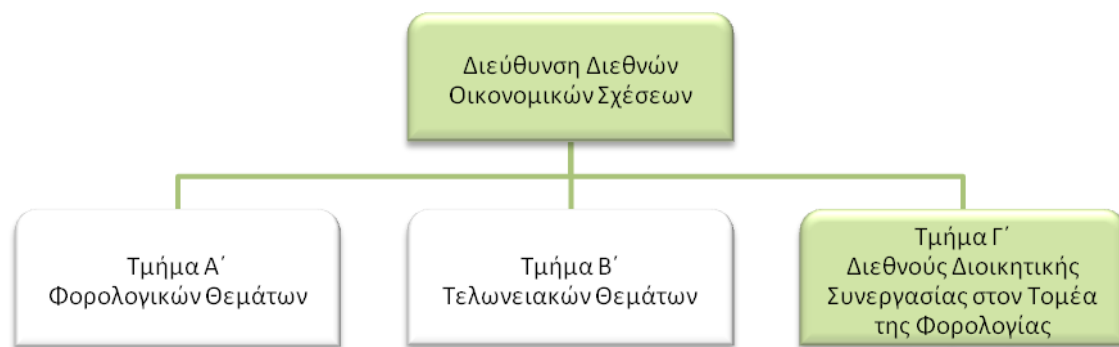 Διεύθυνση Διεθνών
Οικονομικών Σχέσεων
Τμήμα Α΄
Φορολογικών Θεμάτων
Τμήμα Β΄
Τελωνειακών Θεμάτων
Τμήμα Γ΄
Διεθνούς Διοικητικής
Συνεργασίας στον Τομέα
της Φορολογίας